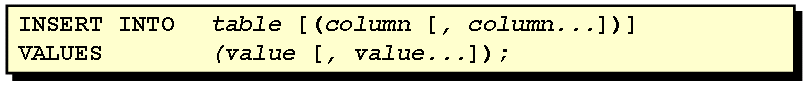 INSERT INTO table [(column [, column...])]
VALUES (value [, value...]);